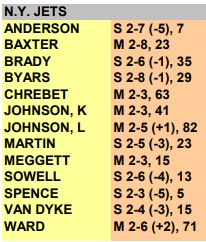 N.Y. JETS
ANDERSON S 2-7 (-5), 7
BAXTER M 2-8, 23
BRADY S 2-6 (-1), 35
BYARS S 2-8 (-1), 29
CHREBET M 2-3, 63
JOHNSON, K M 2-3, 41
JOHNSON, L M 2-5 (+1), 82
MARTIN S 2-5 (-3), 23
MEGGETT M 2-3, 15
SOWELL S 2-6 (-4), 13
SPENCE S 2-3 (-5), 5
VAN DYKE S 2-4 (-3), 15
WARD M 2-6 (+2), 71